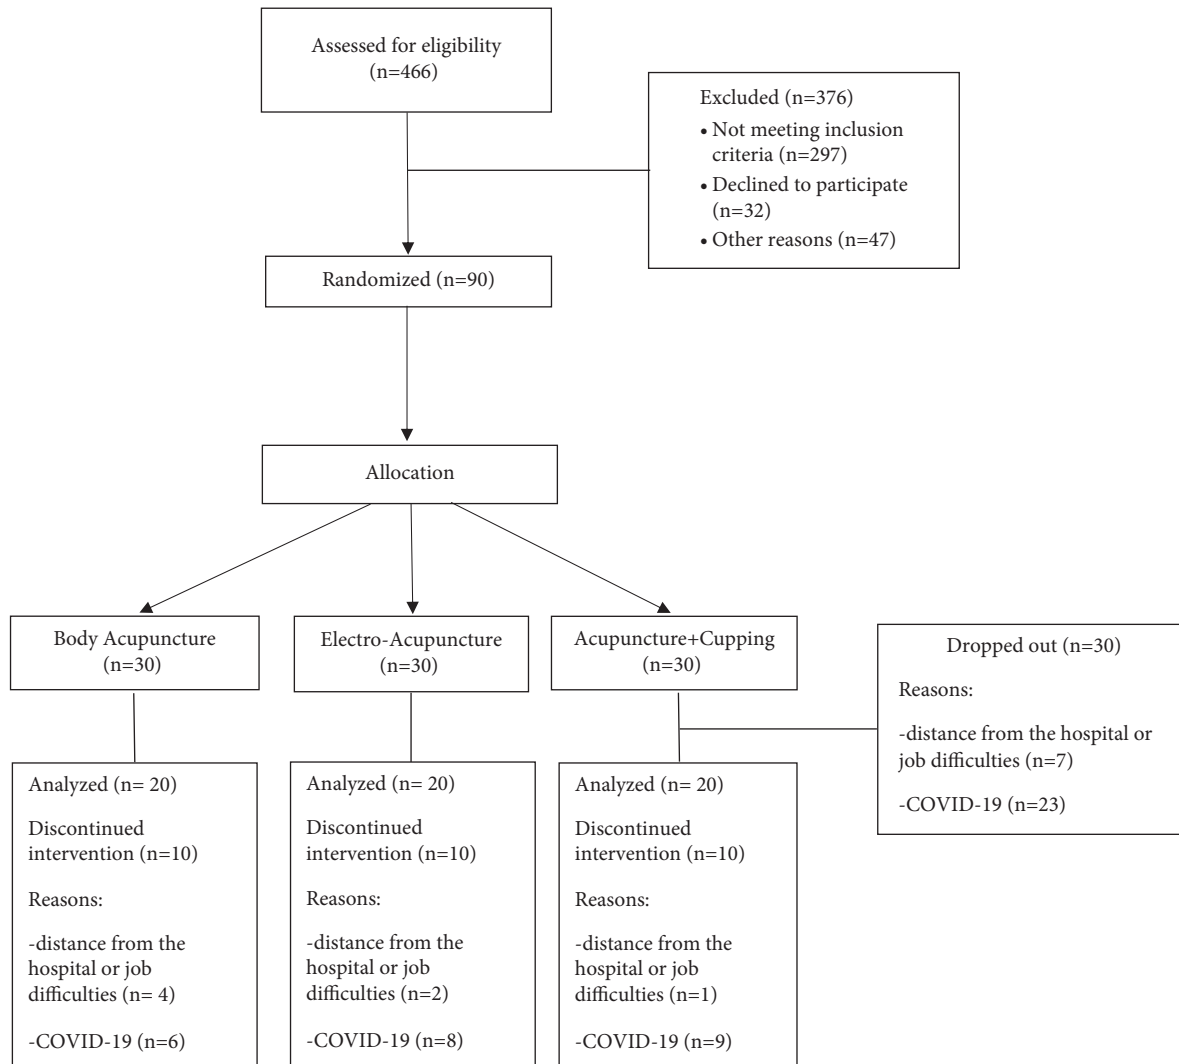 Assessed for eligibility
(n=466)
Excluded (n=376)
• Not meeting inclusion
criteria (n=297)
• Declined to participate
(n=32)
• Other reasons (n=47)
Randomized (n=90)
Allocation
Body Acupuncture
(n=30)
Electro-Acupuncture
(n=30)
Acupuncture+Cupping
(n=30)
Dropped out (n=30)
Reasons:
-distance from the hospital or
job difficulties (n=7)
-COVID-19 (n=23)
Analyzed (n= 20)
Discontinued
intervention (n=10)
Reasons:
-distance from the
hospital or job
difficulties (n= 4)
-COVID-19 (n=6)
Analyzed (n= 20)
Discontinued
intervention (n=10)
Reasons:
-distance from the
hospital or job
difficulties (n=2)
-COVID-19 (n=8)
Analyzed (n= 20)
Discontinued
intervention (n=10)
Reasons:
-distance from the
hospital or job
difficulties (n=1)
-COVID-19 (n=9)